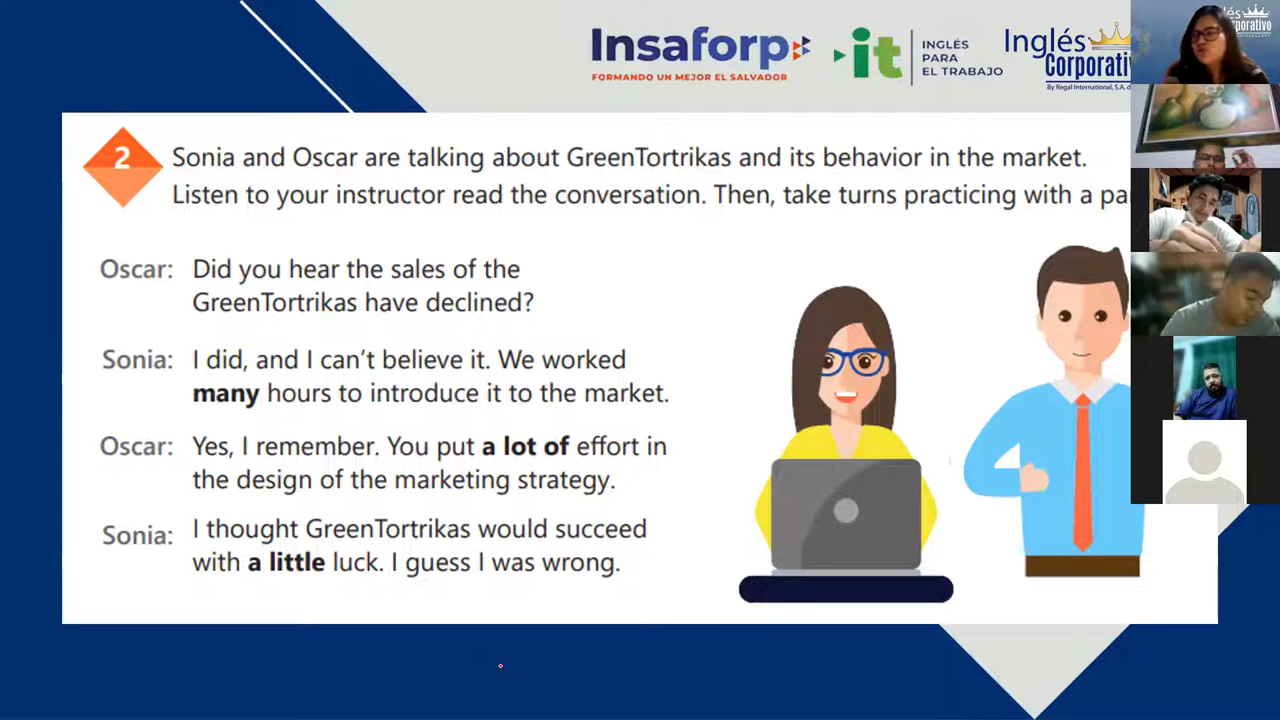 Insaforp
FORMANDO UN MEJOR EL SALVADOR
it
INGLÉS
PARA
EL TRABAJO
Inglés
Corporativ
By Regal International, S.A. d
2
Sonia and Oscar are talking about GreenTortrikas and its behavior in the market.
Listen to your instructor read the conversation. Then, take turns practicing with a pa
Oscar: Did you hear the sales of the
GreenTortrikas have declined?
Sonia: I did, and I can't believe it. We worked
many hours to introduce it to the market.
Oscar: Yes, I remember. You put a lot of effort in
the design of the marketing strategy.
Sonia: I thought GreenTortrikas would succeed
with a little luck. I guess I was wrong.